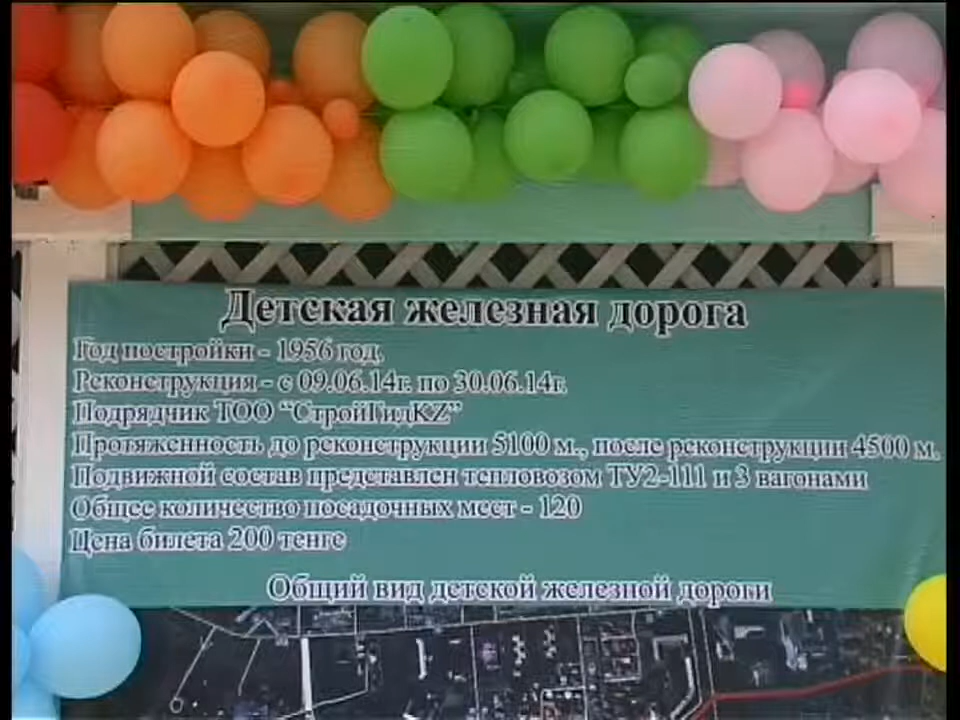 Детская железная дорога
Год постройки - 1956 год.
Реконструкция - с 09.06.14г. по 30.06.14г.
Подрядчик ТОО “СтройГидKZ”
Протяженность до реконструкции 5100 м., после реконструкции 4500 м.
Подвижной состав представлен тепловозом ТУ2-111 и 3 вагонами
Общее количество посадочных мест - 120
Цена билета 200 тенге
Общий вид детской железной дороги